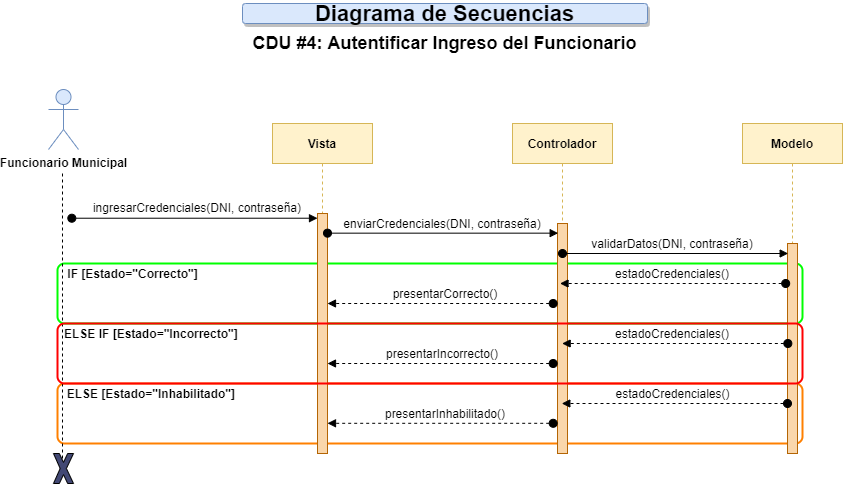 Diagrama de Secuencias
CDU #4: Autentificar Ingreso del Funcionario
Vista
Controlador
Modelo
Funcionario Municipal
ingresarCredenciales(DNI, contraseña)
enviarCredenciales(DNI, contraseña)
validarDatos(DNI, contraseña)
IF [Estado="Correcto"]
estadoCredenciales()
presentarCorrecto()
ELSE IF [Estado="Incorrecto"]
estadoCredenciales()
presentarIncorrecto()
ELSE [Estado="Inhabilitado"]
estadoCredenciales()
presentarInhabilitado()